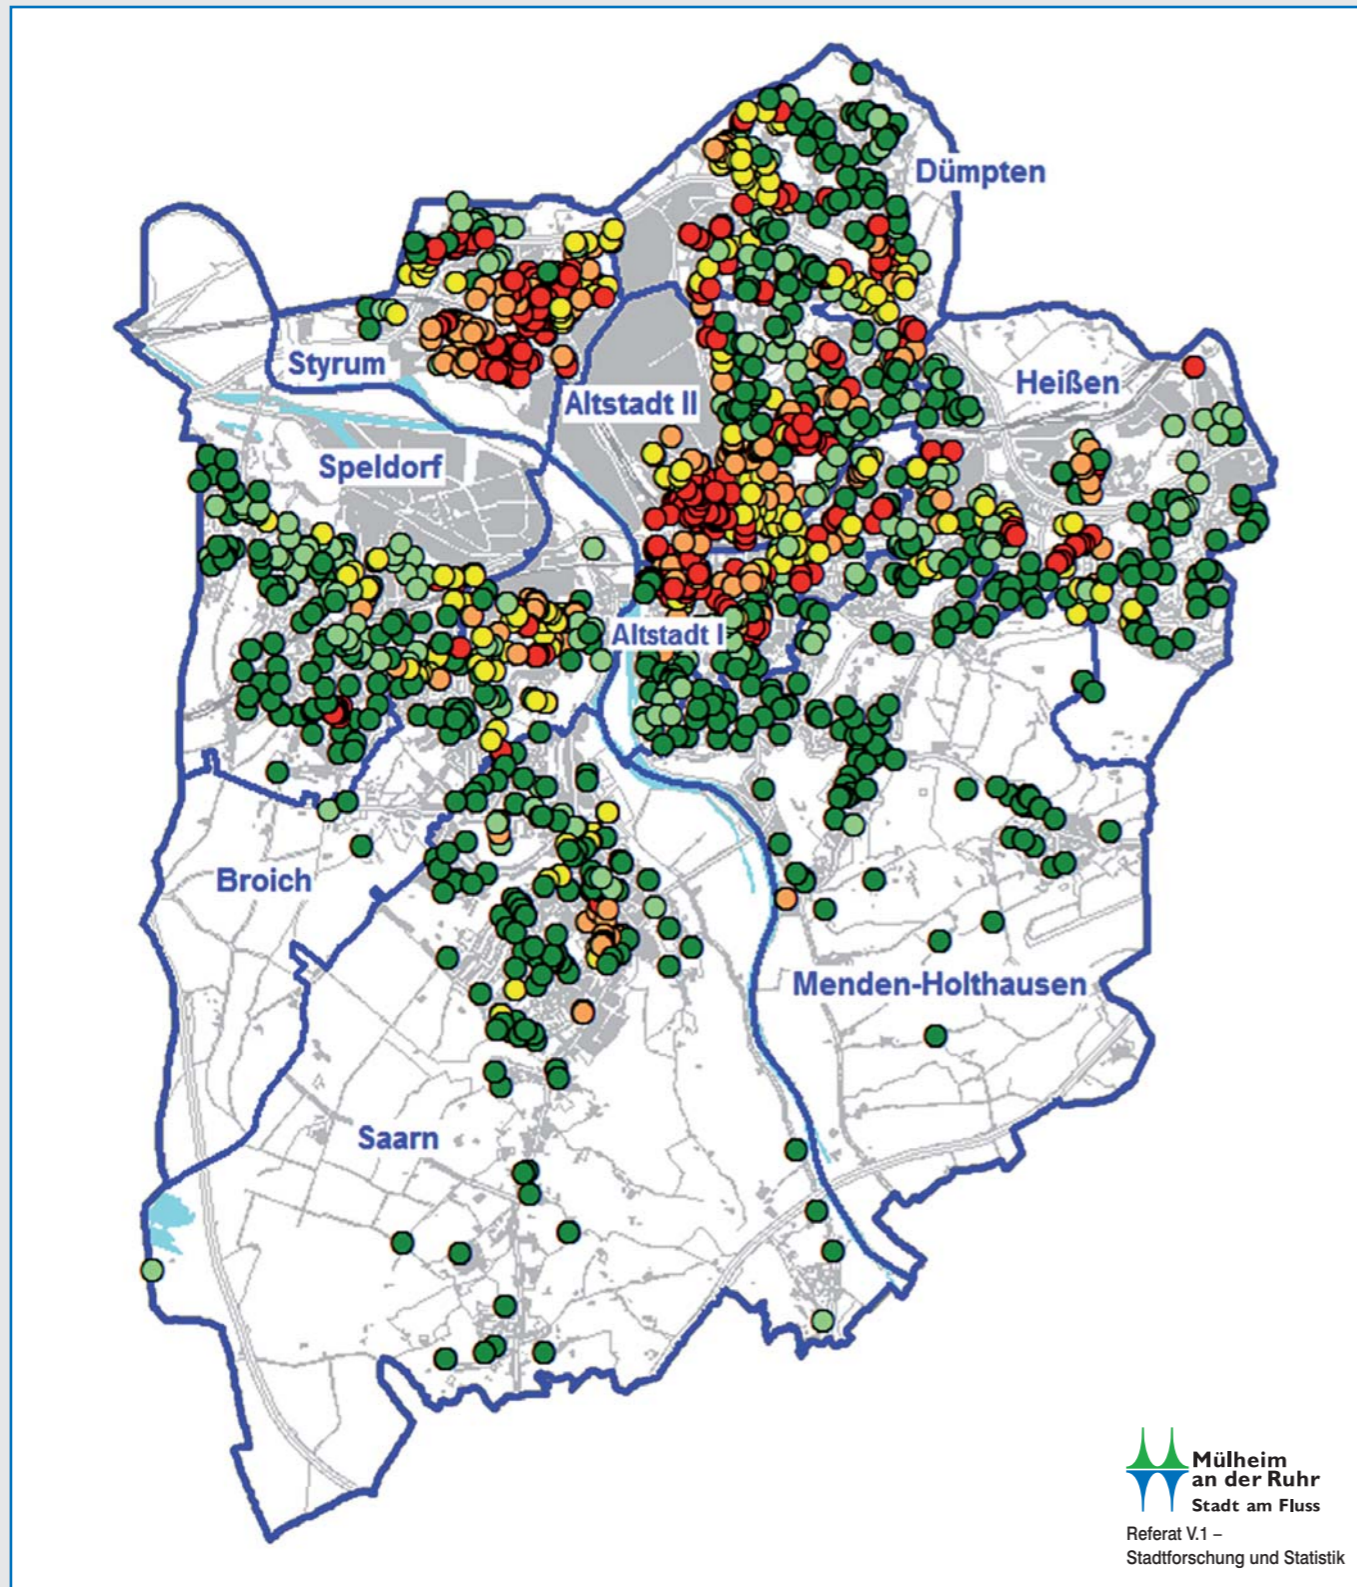 Dümpten
Styrum
Heißen
Altstadt II
Speldorf
Altstadt I
Broich
Menden-Holthausen
Saarn
Mülheim
an der Ruhr
Stadt am Fluss
Referat V.1 –
Stadtforschung und Statistik